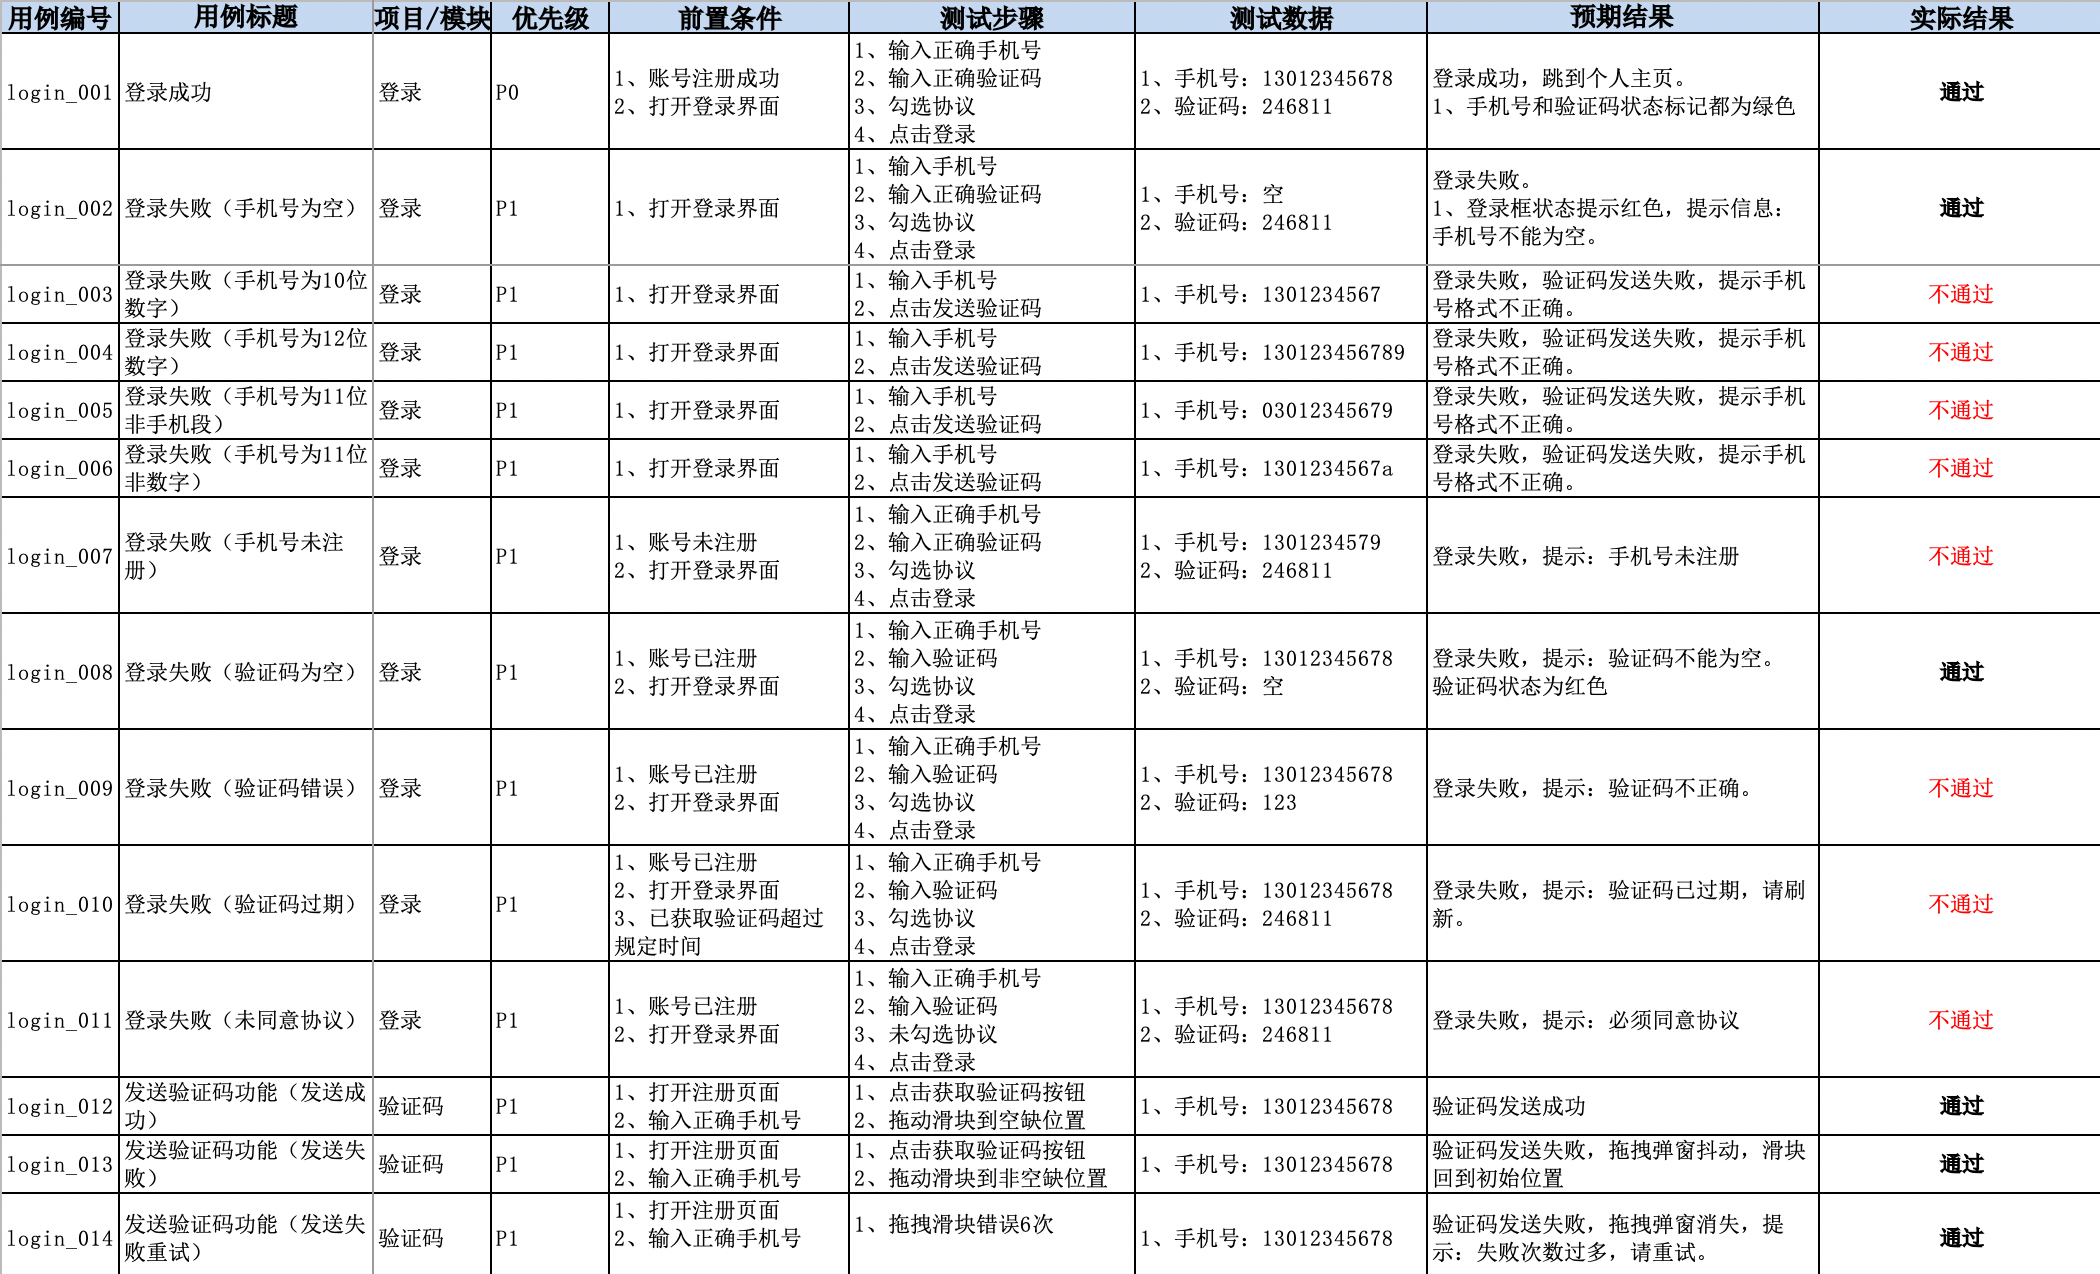 用例编号 用例标题 项目/模块 优先级 前置条件 测试步骤 测试数据 预期结果 实际结果
login_001
登录成功
登录
P0
1、账号注册成功
2、打开登录界面
1、输入正确手机号
2、输入正确验证码
3、勾选协议
4、点击登录
1、手机号：13012345678
2、验证码：246811
登录成功，跳到个人主页。
1、手机号和验证码状态标记都为绿色
通过
login_002
登录失败（手机号为空）
登录
P1
1、打开登录界面
1、输入手机号
2、输入正确验证码
3、勾选协议
4、点击登录
1、手机号：空
2、验证码：246811
登录失败。
1、登录框状态提示红色，提示信息：
手机号不能为空。
通过
login_003
登录失败（手机号为10位
数字）
登录
P1
1、打开登录界面
1、输入手机号
2、点击发送验证码
1、手机号：1301234567
登录失败，验证码发送失败，提示手机
号格式不正确。
不通过
login_004
登录失败（手机号为12位
数字）
登录
P1
1、打开登录界面
1、输入手机号
2、点击发送验证码
1、手机号：130123456789
登录失败，验证码发送失败，提示手机
号格式不正确。
不通过
login_005
登录失败（手机号为11位
非手机段）
登录
P1
1、打开登录界面
1、输入手机号
2、点击发送验证码
1、手机号：03012345679
登录失败，验证码发送失败，提示手机
号格式不正确。
不通过
login_006
登录失败（手机号为11位
非数字）
登录
P1
1、打开登录界面
1、输入手机号
2、点击发送验证码
1、手机号：1301234567a
登录失败，验证码发送失败，提示手机
号格式不正确。
不通过
login_007
登录失败（手机号未注
册）
登录
P1
1、账号未注册
2、打开登录界面
1、输入正确手机号
2、输入正确验证码
3、勾选协议
4、点击登录
1、手机号：1301234579
2、验证码：246811
登录失败，提示：手机号未注册
不通过
login_008
登录失败（验证码为空）
登录
P1
1、账号已注册
2、打开登录界面
1、输入正确手机号
2、输入验证码
3、勾选协议
4、点击登录
1、手机号：13012345678
2、验证码：空
登录失败，提示：验证码不能为空。
验证码状态为红色
通过
login_009
登录失败（验证码错误）
登录
P1
1、账号已注册
2、打开登录界面
1、输入正确手机号
2、输入验证码
3、勾选协议
4、点击登录
1、手机号：13012345678
2、验证码：123
登录失败，提示：验证码不正确。
不通过
login_010
登录失败（验证码过期）
登录
P1
1、账号已注册
2、打开登录界面
3、已获取验证码超过
规定时间
1、输入正确手机号
2、输入验证码
3、勾选协议
4、点击登录
1、手机号：13012345678
2、验证码：246811
登录失败，提示：验证码已过期，请刷
新。
不通过
login_011
登录失败（未同意协议）
登录
P1
1、账号已注册
2、打开登录界面
1、输入正确手机号
2、输入验证码
3、未勾选协议
4、点击登录
1、手机号：13012345678
2、验证码：246811
登录失败，提示：必须同意协议
不通过
login_012
发送验证码功能（发送成
功）
验证码
P1
1、打开注册页面
2、输入正确手机号
1、点击获取验证码按钮
2、拖动滑块到空缺位置
1、手机号：13012345678
验证码发送成功
通过
login_013
发送验证码功能（发送失
败）
验证码
P1
1、打开注册页面
2、输入正确手机号
1、点击获取验证码按钮
2、拖动滑块到非空缺位置
1、手机号：13012345678
验证码发送失败，拖拽弹窗抖动，滑块
回到初始位置
通过
login_014
发送验证码功能（发送失
败重试）
验证码
P1
1、打开注册页面
2、输入正确手机号
1、拖拽滑块错误6次
1、手机号：13012345678
验证码发送失败，拖拽弹窗消失，提
示：失败次数过多，请重试。
通过